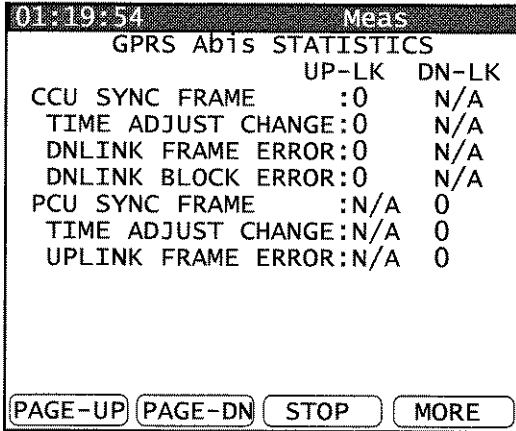 01:19:54 Meas
GPRS Abis STATISTICS
UP-LK DN-LK
CCU SYNC FRAME :0 N/A
TIME ADJUST CHANGE:0 N/A
DNLINK FRAME ERROR:0 N/A
DNLINK BLOCK ERROR:0 N/A
PCU SYNC FRAME :N/A 0
TIME ADJUST CHANGE:N/A 0
UPLINK FRAME ERROR:N/A 0
PAGE-UP PAGE-DN STOP MORE